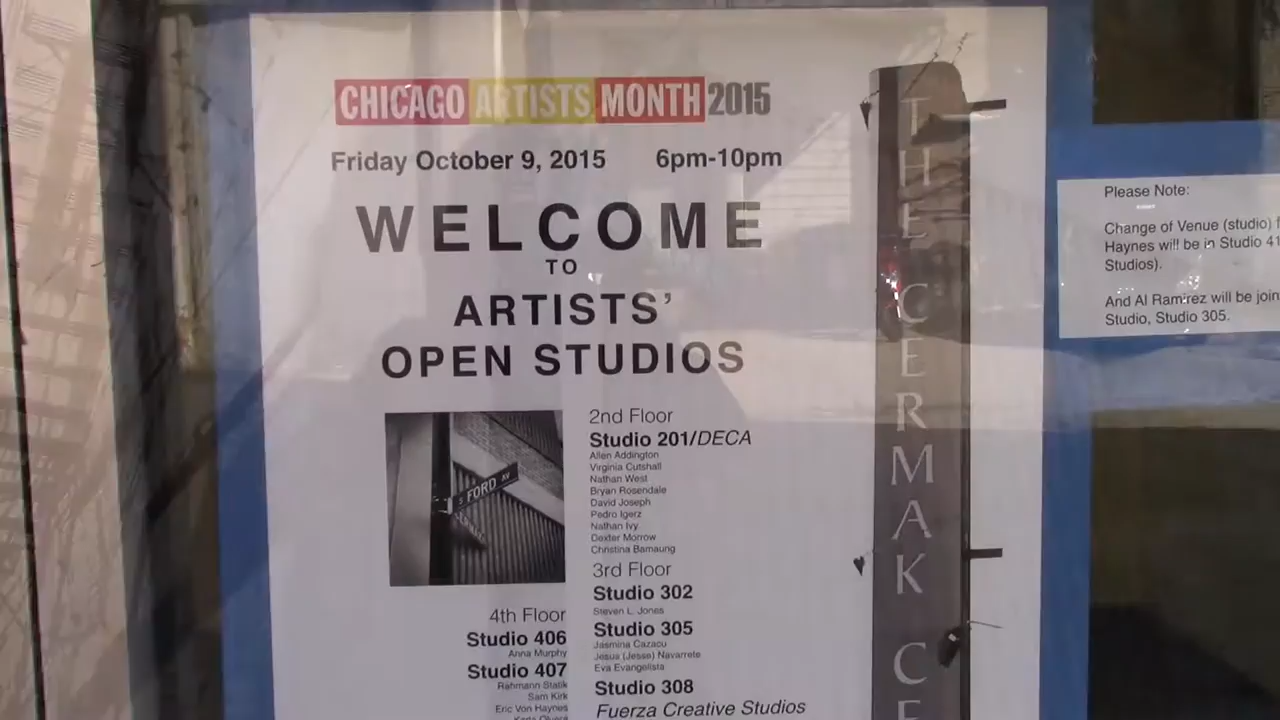 CHICAGO ARTISTS MONTH 2015
Friday October 9, 2015 6pm-10pm
WELCOME
TO
ARTISTS’
OPEN STUDIOS
S FORD AV
2nd Floor
Studio 201/DECA
Allen Addington
Virginia Cutshall
Nathan West
Bryan Rosendale
David Joseph
Pedro Igerz
Nathan Ivy
Dexter Morrow
Christina Bamaung
3rd Floor
Studio 302
Steven L. Jones
Studio 305
Jasmina Cazacu
Jesus (Jesse) Navarrete
Eva Evangelista
Studio 308
Fuerza Creative Studios
4th Floor
Studio 406
Anna Murphy
Studio 407
Rahmann Statik
Sam Kirk
Eric Von Haynes
THE CERMAK CE
Please Note:
Change of Venue (studio)
Haynes will be in Studio 41
Studios).
And Al Ramirez will be join
Studio, Studio 305.